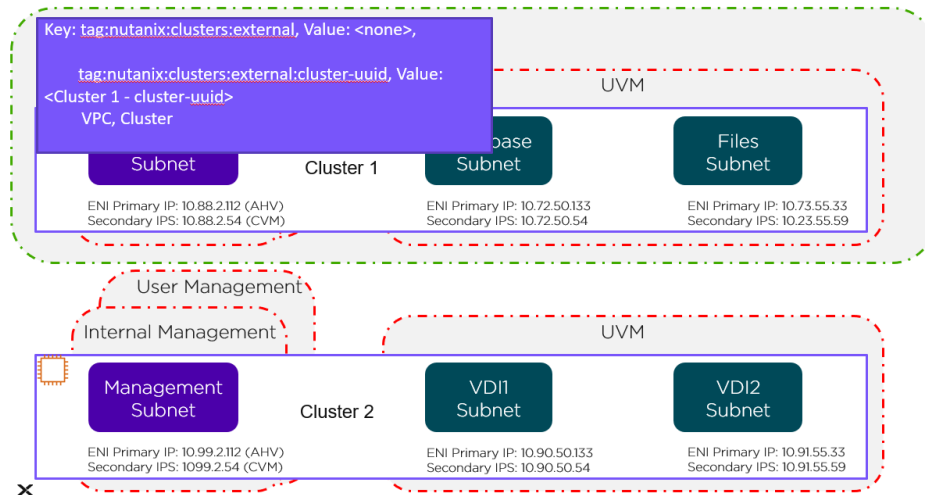 Key: tag:nutanix:clusters:external, Value: <none>,
tag:nutanix:clusters:external:cluster-uuid, Value:
<Cluster 1 - cluster-uuid>
VPC, Cluster
UVM
Subnet
Cluster 1
base
Subnet
Files
Subnet
ENI Primary IP: 10.88.2.112 (AHV)
Secondary IPS: 10.88.2.54 (CVM)
ENI Primary IP: 10.72.50.133
Secondary IPS: 10.72.50.54
ENI Primary IP: 10.73.55.33
Secondary IPS: 10.23.55.59
User Management
Internal Management
UVM
Management
Subnet
Cluster 2
VDI1
Subnet
VDI2
Subnet
ENI Primary IP: 10.99.2.112 (AHV)
Secondary IPS: 1099.2.54 (CVM)
ENI Primary IP: 10.90.50.133
Secondary IPS: 10.90.50.54
ENI Primary IP: 10.91.55.33
Secondary IPS: 10.91.55.59
x